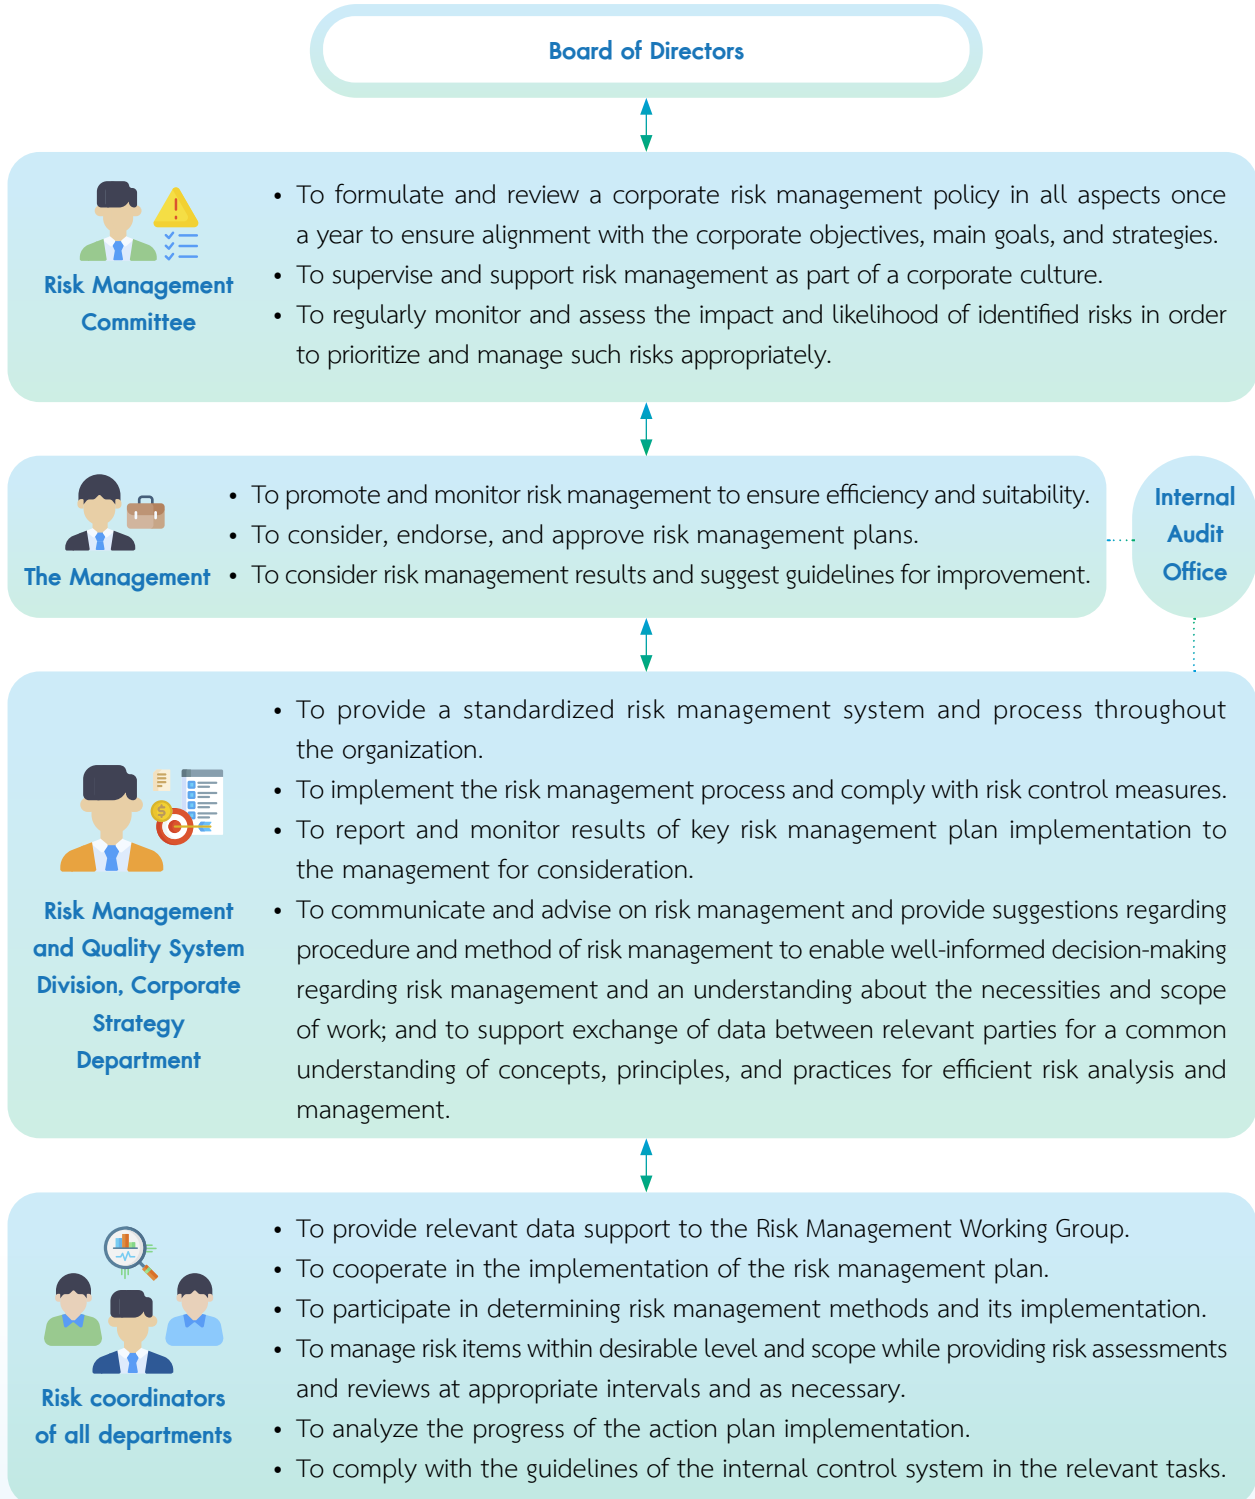 Board of Directors
Risk Management
Committee
• To formulate and review a corporate risk management policy in all aspects once
a year to ensure alignment with the corporate objectives, main goals, and strategies.
• To supervise and support risk management as part of a corporate culture.
• To regularly monitor and assess the impact and likelihood of identified risks in order
to prioritize and manage such risks appropriately.
The Management
• To promote and monitor risk management to ensure efficiency and suitability.
• To consider, endorse, and approve risk management plans.
• To consider risk management results and suggest guidelines for improvement.
Internal
Audit
Office
Risk Management
and Quality System
Division, Corporate
Strategy
Department
• To provide a standardized risk management system and process throughout
the organization.
• To implement the risk management process and comply with risk control measures.
• To report and monitor results of key risk management plan implementation to
the management for consideration.
• To communicate and advise on risk management and provide suggestions regarding
procedure and method of risk management to enable well-informed decision-making
regarding risk management and an understanding about the necessities and scope
of work; and to support exchange of data between relevant parties for a common
understanding of concepts, principles, and practices for efficient risk analysis and
management.
Risk coordinators
of all departments
• To provide relevant data support to the Risk Management Working Group.
• To cooperate in the implementation of the risk management plan.
• To participate in determining risk management methods and its implementation.
• To manage risk items within desirable level and scope while providing risk assessments
and reviews at appropriate intervals and as necessary.
• To analyze the progress of the action plan implementation.
• To comply with the guidelines of the internal control system in the relevant tasks.